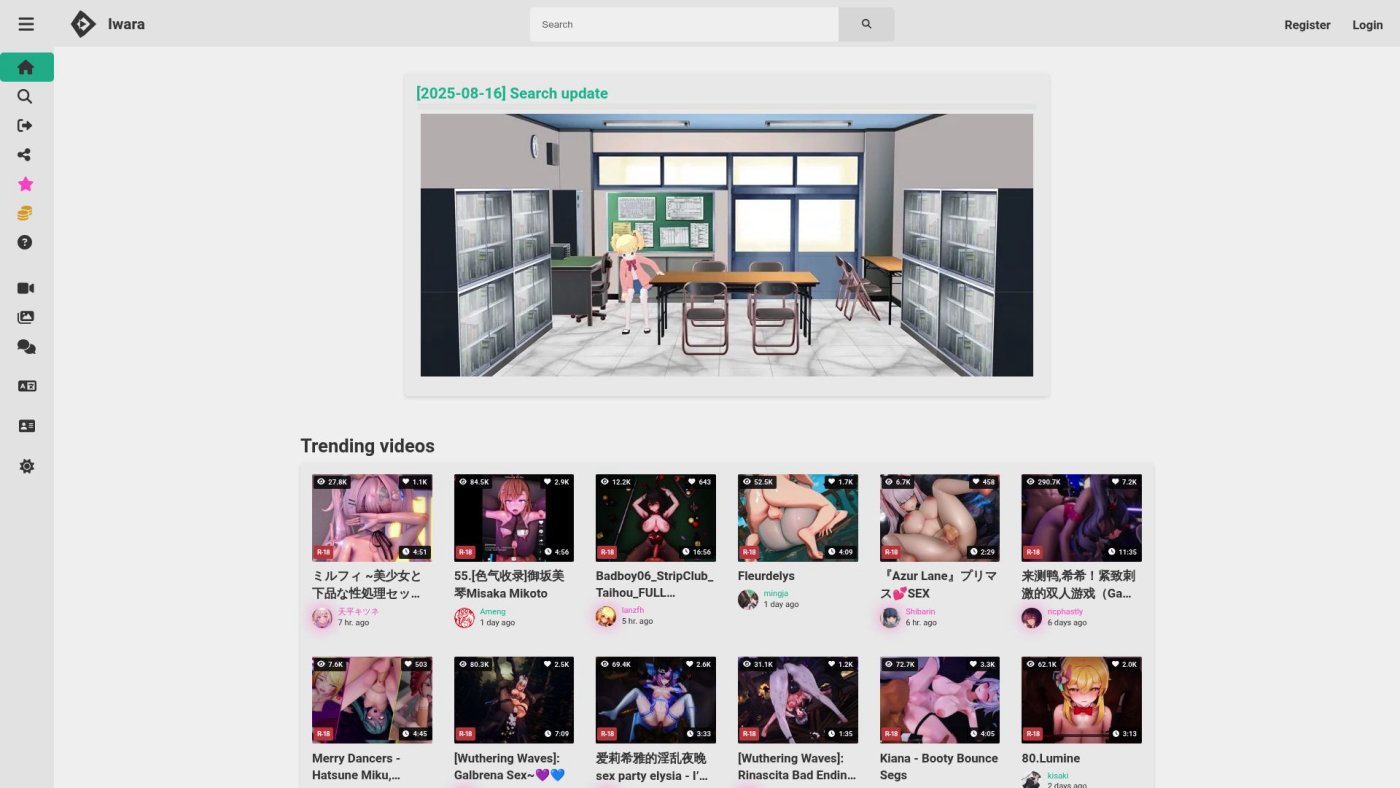 Iwara
Search
Register
Login
[2025-08-16] Search update
Trending videos
27.8K 1.1K
R-18 4:51
ミルフィ ~美少女と
下品な性処理セッ...
天平キツネ
7 hr. ago
84.5K 2.9K
R-18 4:56
55.[色气收录]御坂美
琴Misaka Mikoto
Ameng
1 day ago
12.2K 643
R-18 16:56
Badboy06_StripClub_
Taihou_FULL...
lanzfh
5 hr. ago
52.5K 1.7K
R-18 4:09
Fleurdelys
mingja
1 day ago
6.7K 458
R-18 2:29
『Azur Lane』プリマ
ス💕SEX
Shibarin
6 hr. ago
290.7K 7.2K
R-18 11:35
来测鸭,希希！紧致刺
激的双人游戏（Ga...
ncphastly
6 days ago
7.6K 503
R-18 4:45
Merry Dancers -
Hatsune Miku,...
80.3K 2.5K
R-18 7:09
[Wuthering Waves]:
Galbrena Sex~💜💙
69.4K 2.6K
R-18 3:33
爱莉希雅的淫乱夜晚
sex party elysia - I'...
31.1K 1.2K
R-18 1:35
[Wuthering Waves]:
Rinascita Bad Endin...
72.7K 3.3K
R-18 4:05
Kiana - Booty Bounce
Segs
62.1K 2.0K
R-18 3:13
80.Lumine
kisaki
2 days ago